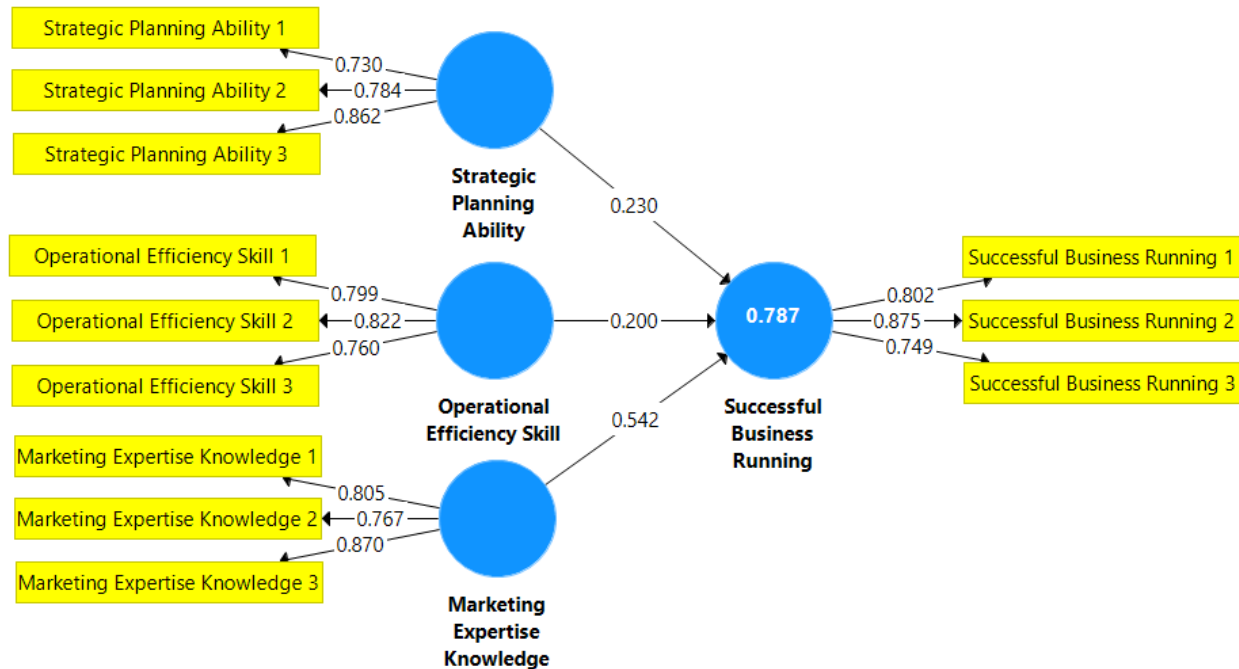 Strategic Planning Ability 1
0.730
Strategic Planning Ability 2
0.784
0.862
Strategic Planning Ability 3
Strategic
Planning
Ability
0.230
Operational Efficiency Skill 1
0.799
Operational Efficiency Skill 2
0.822
0.760
Operational Efficiency Skill 3
Operational
Efficiency Skill
0.200
0.787
Successful
Business
Running
Successful Business Running 1
0.802
Successful Business Running 2
0.875
0.749
Successful Business Running 3
0.542
Marketing Expertise Knowledge 1
0.805
Marketing Expertise Knowledge 2
0.767
0.870
Marketing Expertise Knowledge 3
Marketing
Expertise
Knowledge